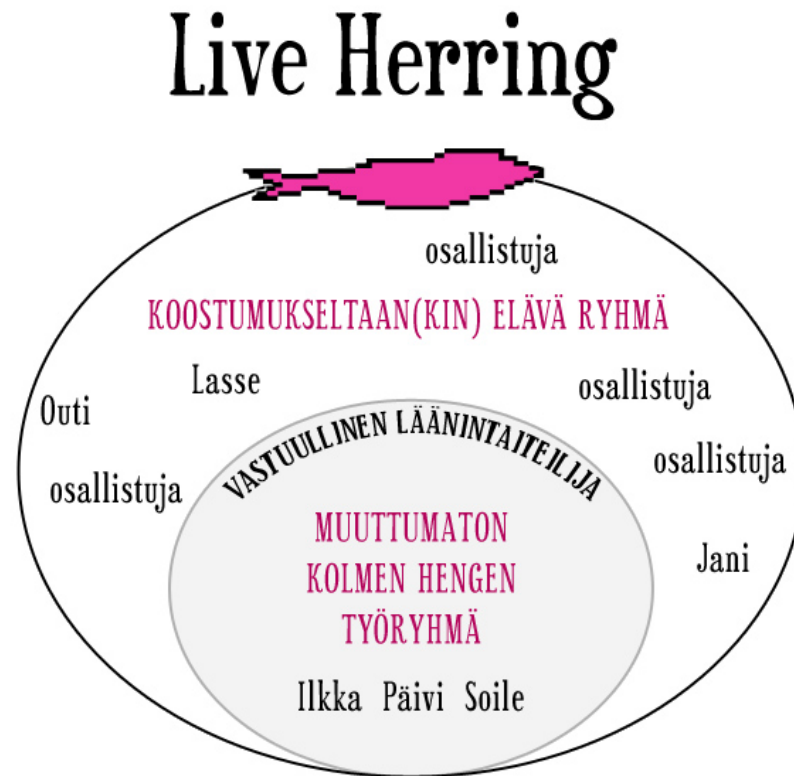 Live Herring
osallistuja
KOOSTUMUKSELTAAN(KIN) ELÄVÄ RYHMÄ
Lasse
osallistuja
Outi
osallistuja
osallistuja
VASTUULLINEN LÄÄNINTAITEILIJA
MUUTTUMATON
KOLMEN HENGEN
TYÖRYHMÄ
Jani
Ilkka Päivi Soile